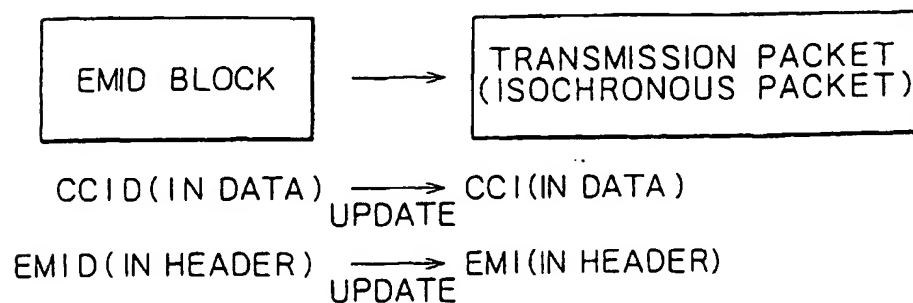 EMID BLOCK
TRANSMISSION PACKET
(ISOCHRONOUS PACKET)
CCID(IN DATA)
UPDATE
CCI(IN DATA)
EMID(IN HEADER)
UPDATE
EMI(IN HEADER)